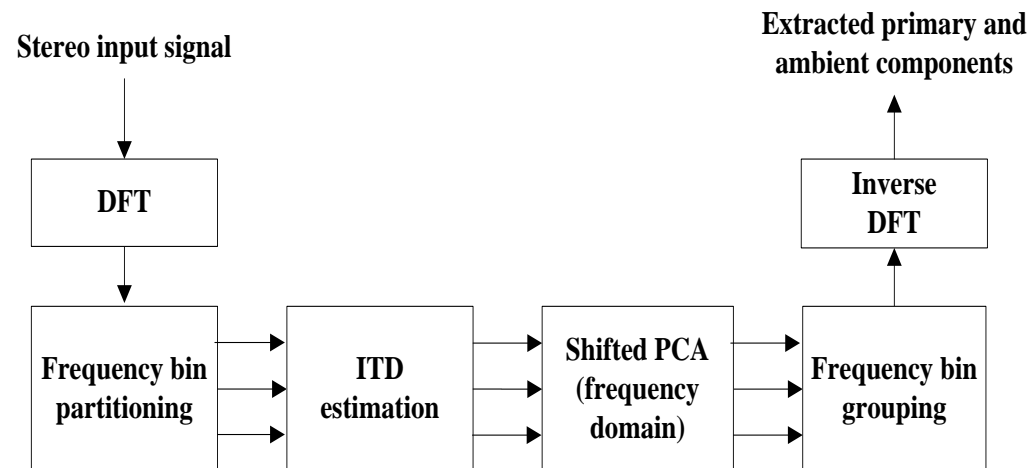 Stereo input signal
DFT
Frequency bin
partitioning
ITD
estimation
Shifted PCA
(frequency
domain)
Frequency bin
grouping
Inverse
DFT
Extracted primary and
ambient components